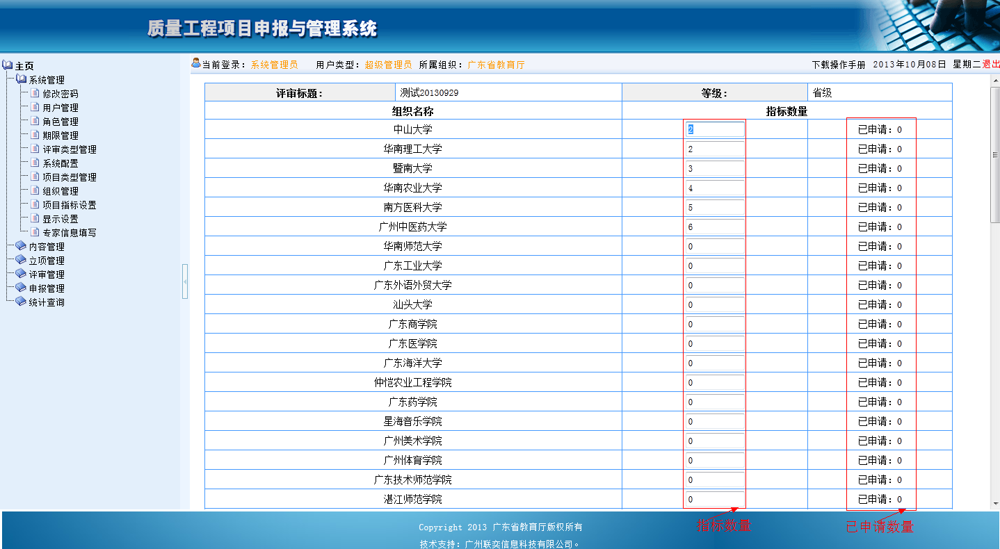 质量工程项目申报与管理系统
当前登录: 系统管理员 用户类型: 超级管理员 所属组织: 广东省教育厅 下载操作手册 2013年10月08日 星期二 退出
主页
系统管理
修改密码
用户管理
角色管理
期限管理
评审类型管理
系统配置
项目类型管理
组织管理
项目指标设置
显示设置
专家信息填写
内容管理
立项管理
评审管理
申报管理
统计查询
评审标题: 测试20130929 等级: 省级
组织名称 指标数量
中山大学 2 已申请: 0
华南理工大学 2 已申请: 0
暨南大学 3 已申请: 0
华南农业大学 4 已申请: 0
南方医科大学 5 已申请: 0
广州中医药大学 6 已申请: 0
华南师范大学 0 已申请: 0
广东工业大学 0 已申请: 0
广东外语外贸大学 0 已申请: 0
汕头大学 0 已申请: 0
广东商学院 0 已申请: 0
广东医学院 0 已申请: 0
广东海洋大学 0 已申请: 0
仲恺农业工程学院 0 已申请: 0
广东药学院 0 已申请: 0
星海音乐学院 0 已申请: 0
广州美术学院 0 已申请: 0
广州体育学院 0 已申请: 0
广东技术师范学院 0 已申请: 0
湛江师范学院 0 已申请: 0
指标数量 已申请数量
Copyright 2013 广东省教育厅版权所有
技术支持: 广州联奕信息科技有限公司。